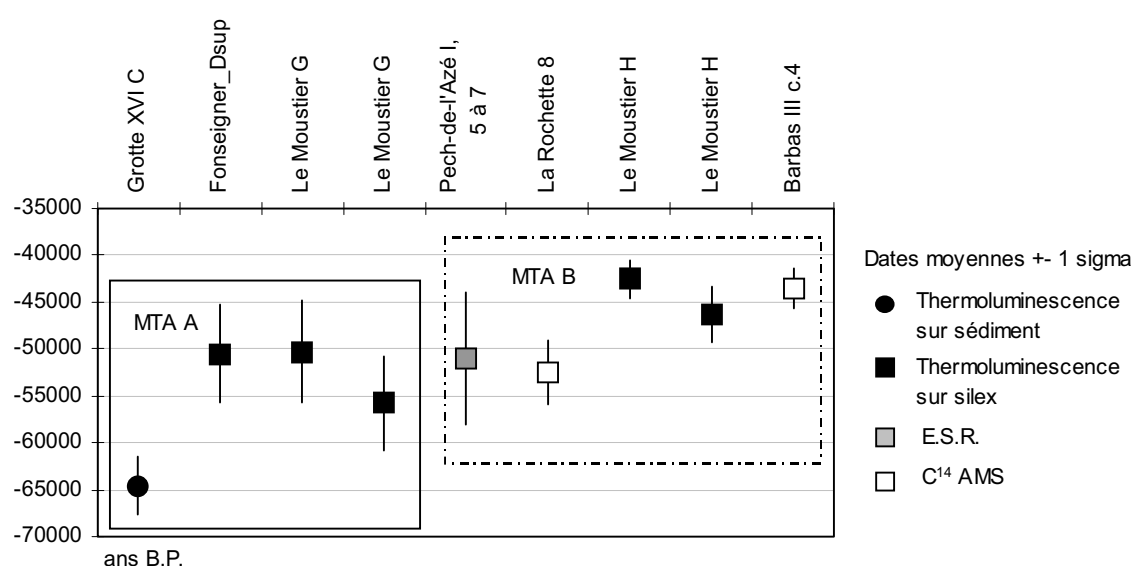 Grotte XVI C
Fonseigner_Dsup
Le Moustier G
Le Moustier G
Pech-de-l'Azé I,
5 à 7
La Rochette 8
Le Moustier H
Le Moustier H
Barbas III c.4
-35000
-40000
-45000
-50000
-55000
-60000
-65000
-70000
ans B.P.
MTA A
MTA B
Dates moyennes +- 1 sigma
Thermoluminescence
sur sédiment
Thermoluminescence
sur silex
E.S.R.
C¹⁴ AMS